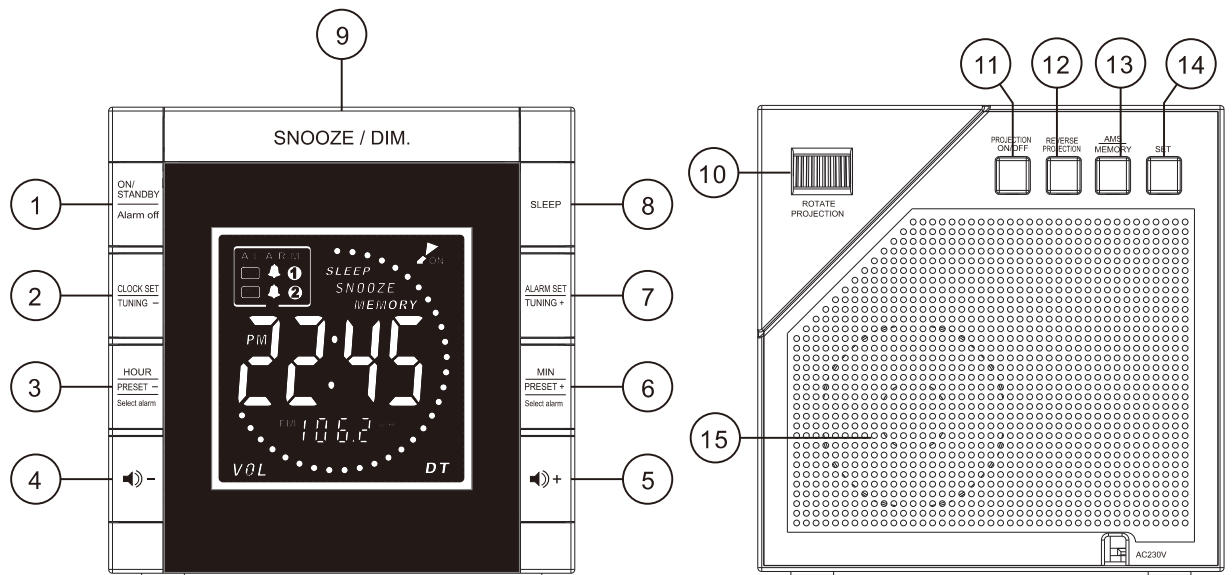 9
SNOOZE / DIM.
ON/
STANDBY
Alarm off
1
SLEEP
8
CLOCK SET
TUNING –
2
ALARM SET
TUNING +
7
HOUR
PRESET –
Select alarm
3
MIN
PRESET +
Select alarm
6
4
–
5
+
ALARM
1
2
SLEEP
SNOOZE
MEMORY
ON
PM
22:45
FM
106.2
VOL
DT
11
12
13
14
PROJECTION
ON/OFF
REVERSE
PROJECTION
AMS
MEMORY
SET
10
ROTATE
PROJECTION
15
AC230V